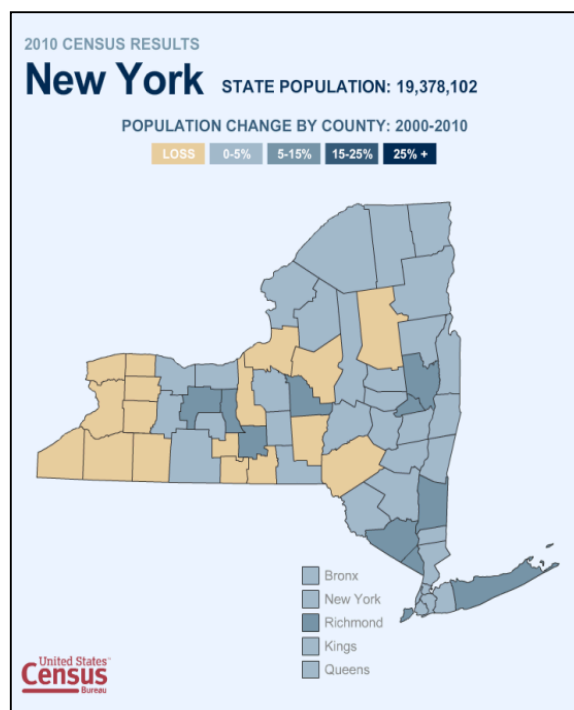 2010 CENSUS RESULTS
New York STATE POPULATION: 19,378,102
POPULATION CHANGE BY COUNTY: 2000-2010
LOSS 0-5% 5-15% 15-25% 25% +
Bronx
New York
Richmond
Kings
Queens
United States™
Census
Bureau